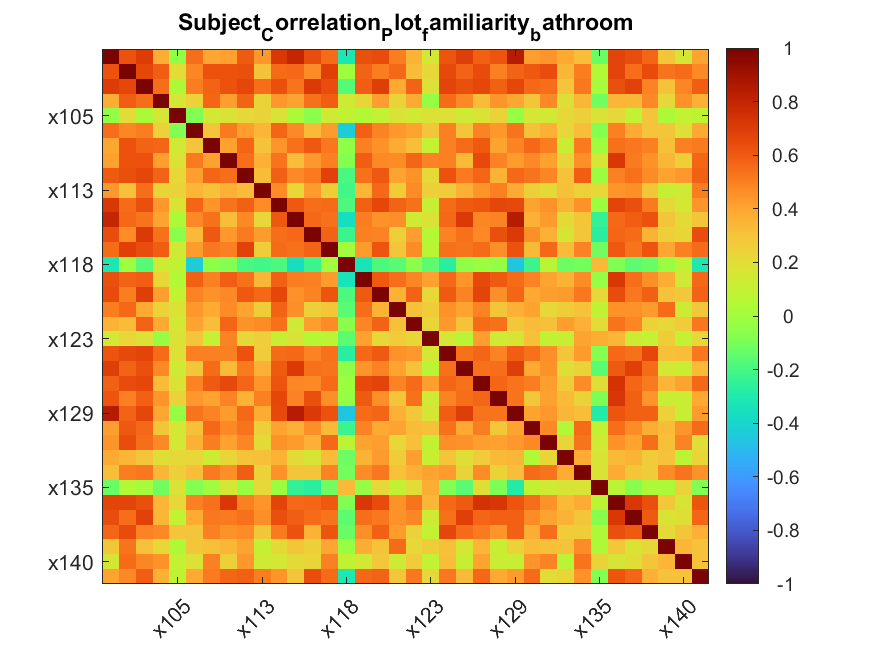 Subject_Correlation_Plot_familiarity_bathroom
x105
x113
x118
x123
x129
x135
x140
x105
x113
x118
x123
x129
x135
x140
1
0.8
0.6
0.4
0.2
0
-0.2
-0.4
-0.6
-0.8
-1